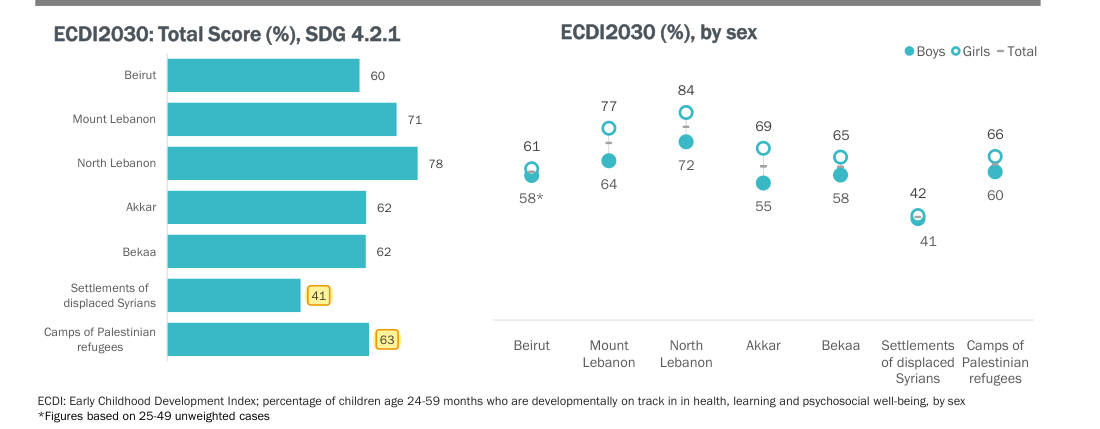 ECDI2030: Total Score (%), SDG 4.2.1
Beirut
60
Mount Lebanon
71
North Lebanon
78
Akkar
62
Bekaa
62
Settlements of
displaced Syrians
41
Camps of Palestinian
refugees
63
ECDI2030 (%), by sex
Boys Girls Total
61
58*
77
64
84
72
69
55
65
58
42
41
66
60
Beirut
Mount
Lebanon
North
Lebanon
Akkar
Bekaa
Settlements
of displaced
Syrians
Camps of
Palestinian
refugees
ECDI: Early Childhood Development Index; percentage of children age 24-59 months who are developmentally on track in in health, learning and psychosocial well-being, by sex
*Figures based on 25-49 unweighted cases